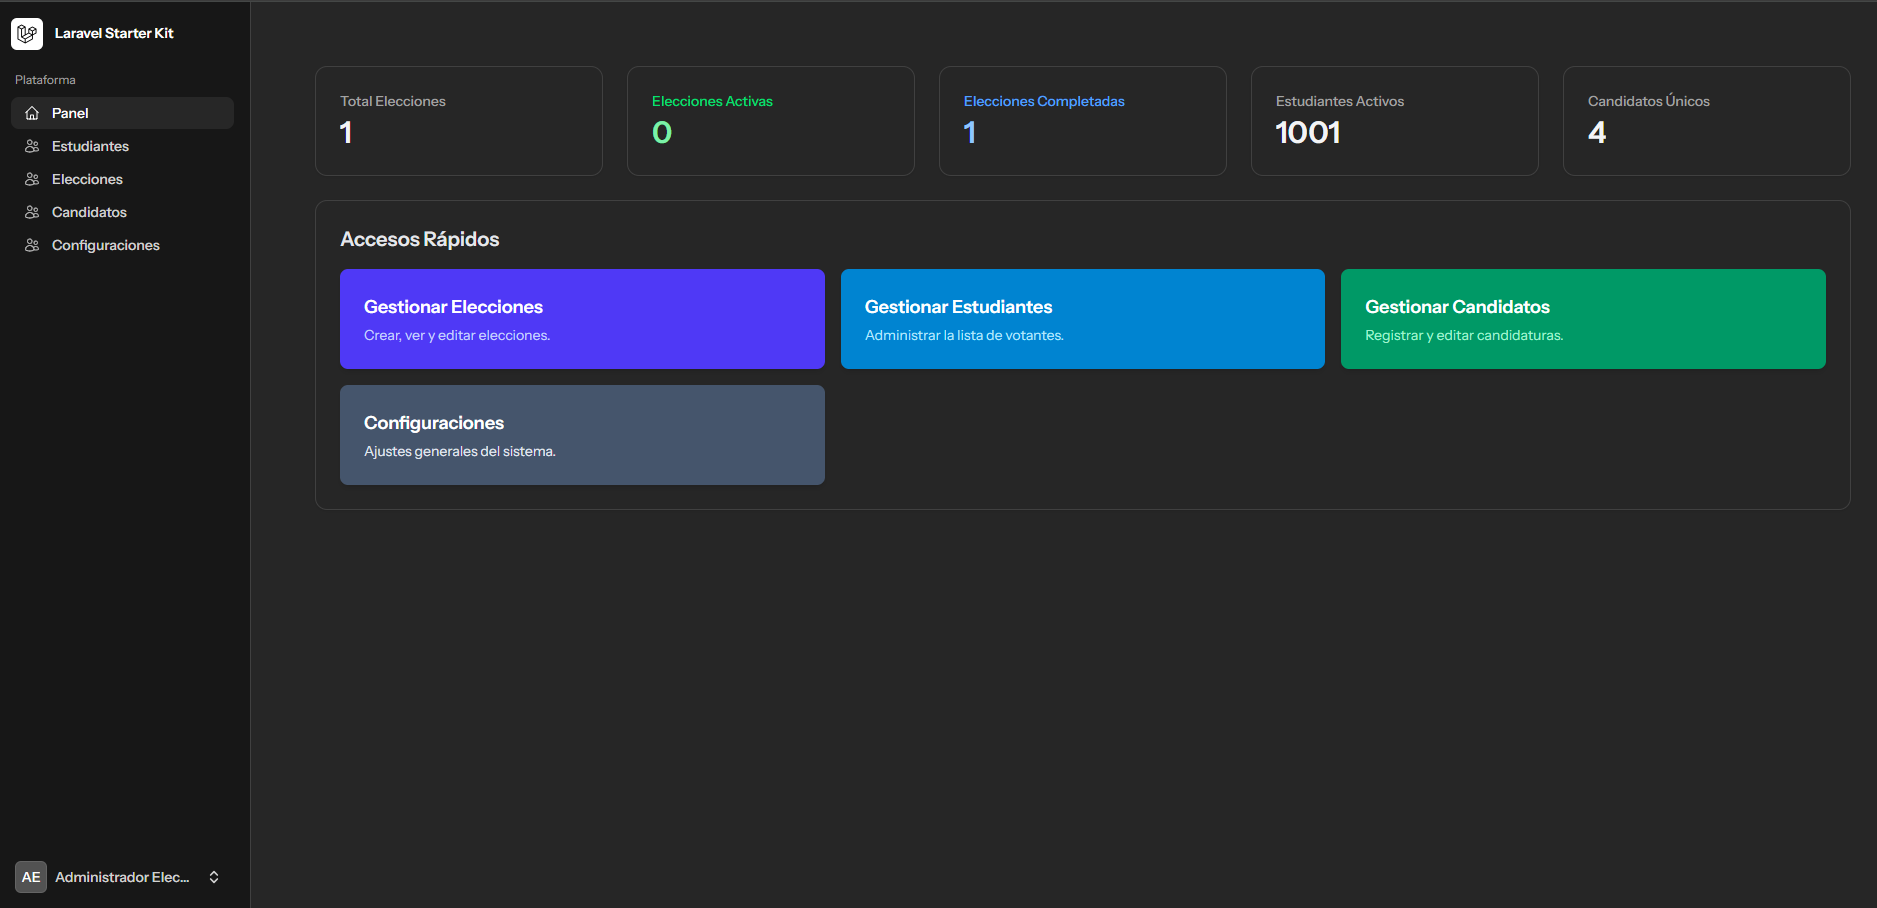 Laravel Starter Kit
Plataforma
Panel
Estudiantes
Elecciones
Candidatos
Configuraciones
AE Administrador Elec...
Total Elecciones
1
Elecciones Activas
0
Elecciones Completadas
1
Estudiantes Activos
1001
Candidatos Únicos
4
Accesos Rápidos
Gestionar Elecciones
Crear, ver y editar elecciones.
Gestionar Estudiantes
Administrar la lista de votantes.
Gestionar Candidatos
Registrar y editar candidaturas.
Configuraciones
Ajustes generales del sistema.